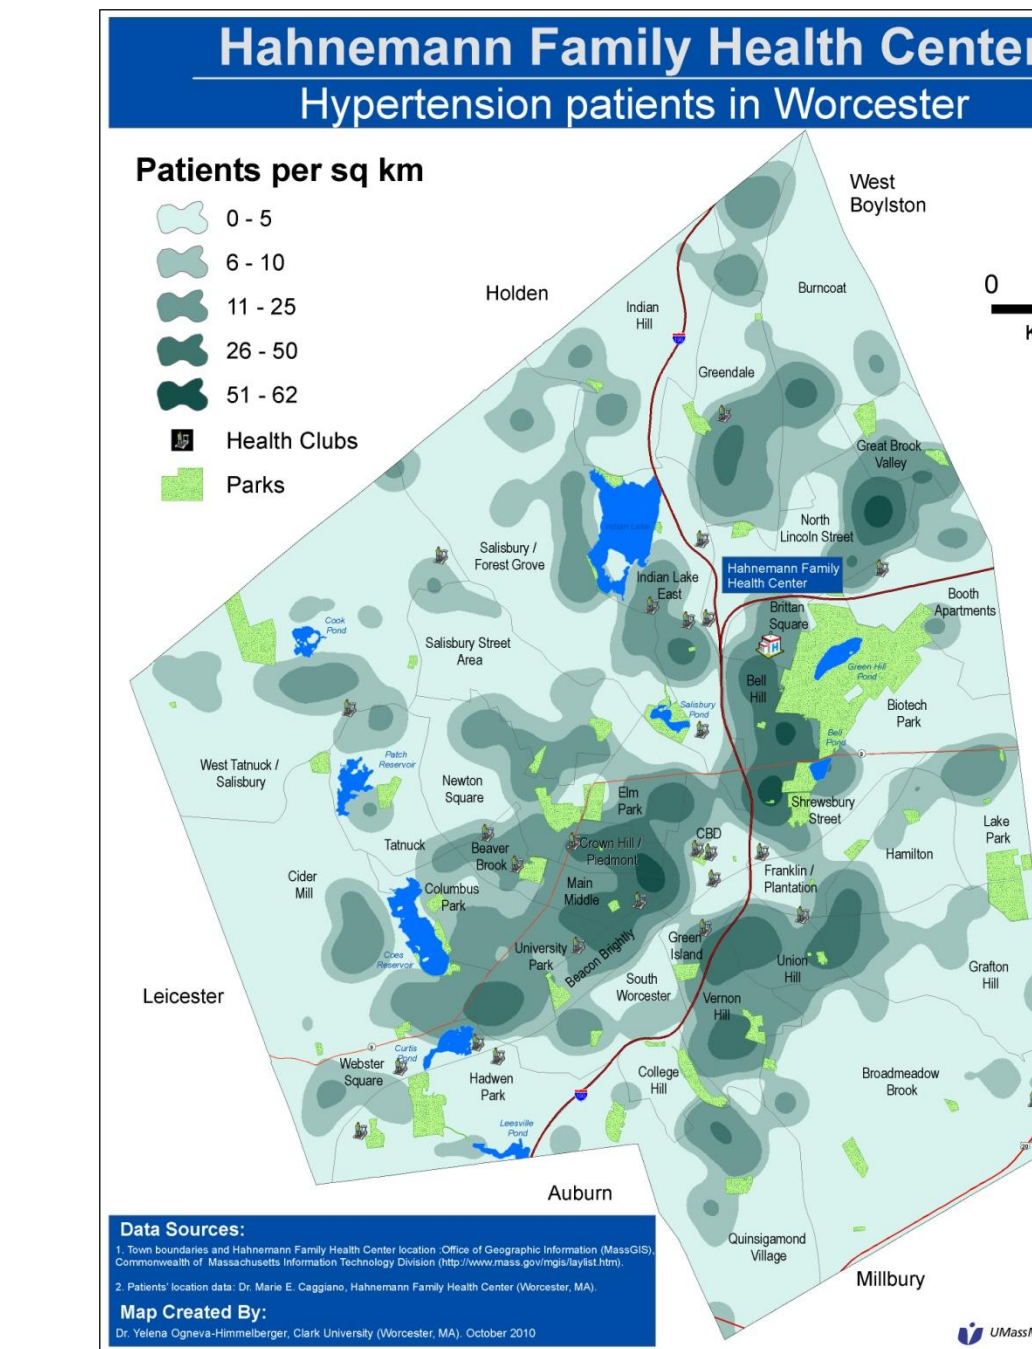 Hahnemann Family Health Center
Hypertension patients in Worcester
Patients per sq km
0 - 5
6 - 10
11 - 25
26 - 50
51 - 62
Health Clubs
Parks
West
Boylston
Holden
0
Burncoat
Indian
Hill
190
Greendale
Great Brook
Valley
North
Lincoln Street
Indian Lake
Salisbury /
Forest Grove
Hahnemann Family
Health Center
Indian Lake
East
Brittan
Square
Booth
Apartments
Cook
Pond
Salisbury Street
Area
Green Hill
Pond
Bell
Hill
Salisbury
Pond
Biotech
Park
Bell
Pond
9
West Tatnuck /
Salisbury
Patch
Reservoir
Newton
Square
Elm
Park
Shrewsbury
Street
Lake
Park
Tatnuck
Beaver
Brook
Crown Hill /
Piedmont
CBD
Hamilton
Cider
Mill
Columbus
Park
Main
Middle
Franklin /
Plantation
Coes
Reservoir
University
Park
Beacon Brightly
Green
Island
Union
Hill
Grafton
Hill
Leicester
South
Worcester
Vernon
Hill
9
Curtis
Pond
Webster
Square
Hadwen
Park
College
Hill
Broadmeadow
Brook
Leesville
Pond
Auburn
Quinsigamond
Village
Millbury
Data Sources:
1. Town boundaries and Hahnemann Family Health Center location :Office of Geographic Information (MassGIS),
Commonwealth of Massachusetts Information Technology Division (http://www.mass.gov/mgis/laylist.htm).
2. Patients' location data: Dr. Marie E. Caggiano, Hahnemann Family Health Center (Worcester, MA).
Map Created By:
Dr. Yelena Ogneva-Himmelberger, Clark University (Worcester, MA). October 2010